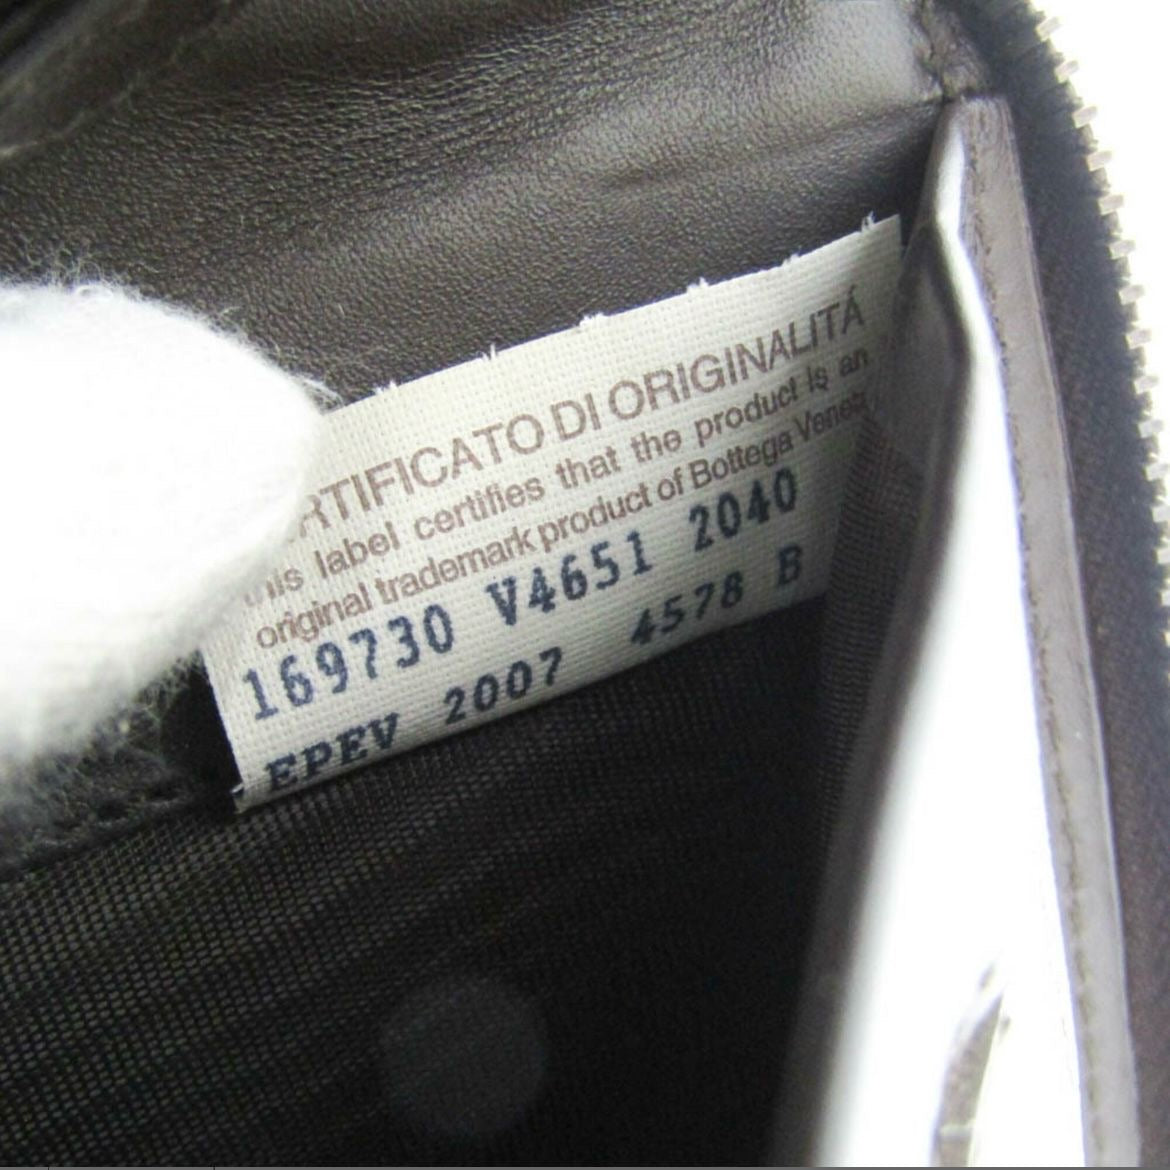 RTIFICATO DI ORIGINALITÁ
this label certifies that the product is an
original trademark product of Bottega Venet
169730 V4651 2040
EPEV 2007 4578 B